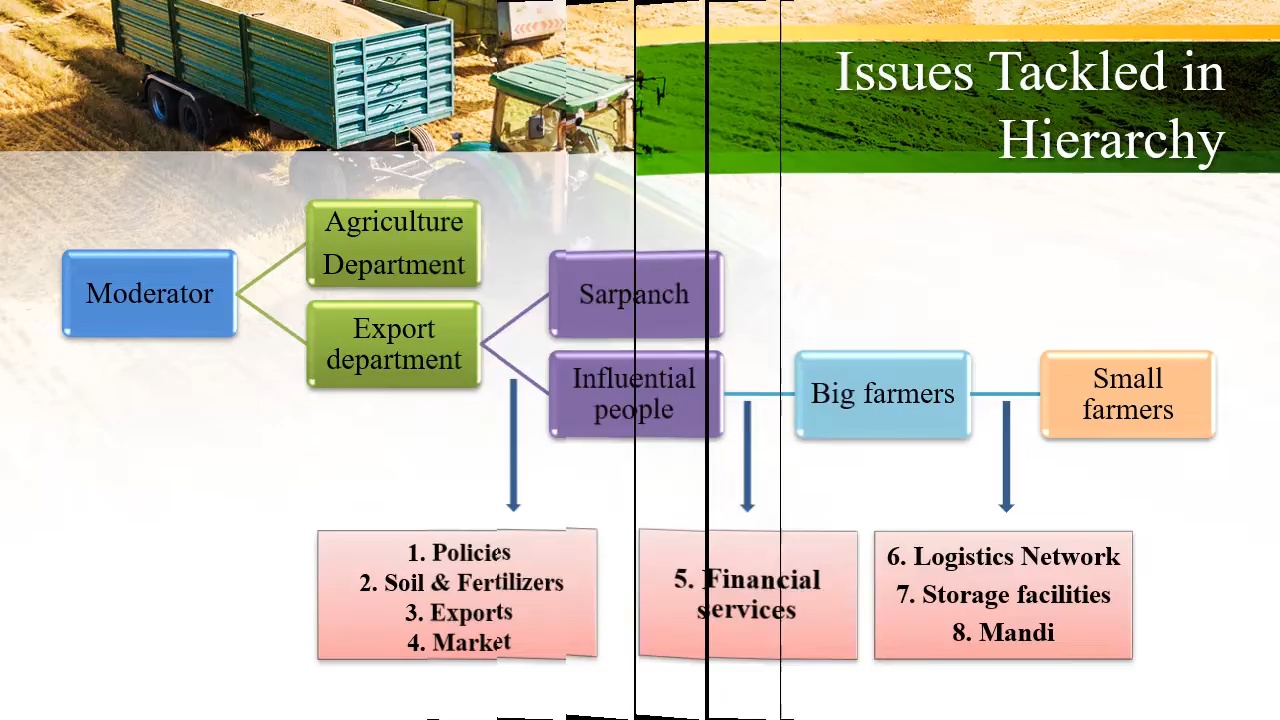 Issues Tackled in
Hierarchy
Moderator
Agriculture
Department
Export
department
Sarpanch
Influential
people
Big farmers
Small
farmers
1. Policies
2. Soil & Fertilizers
3. Exports
4. Market
5. Financial
services
6. Logistics Network
7. Storage facilities
8. Mandi